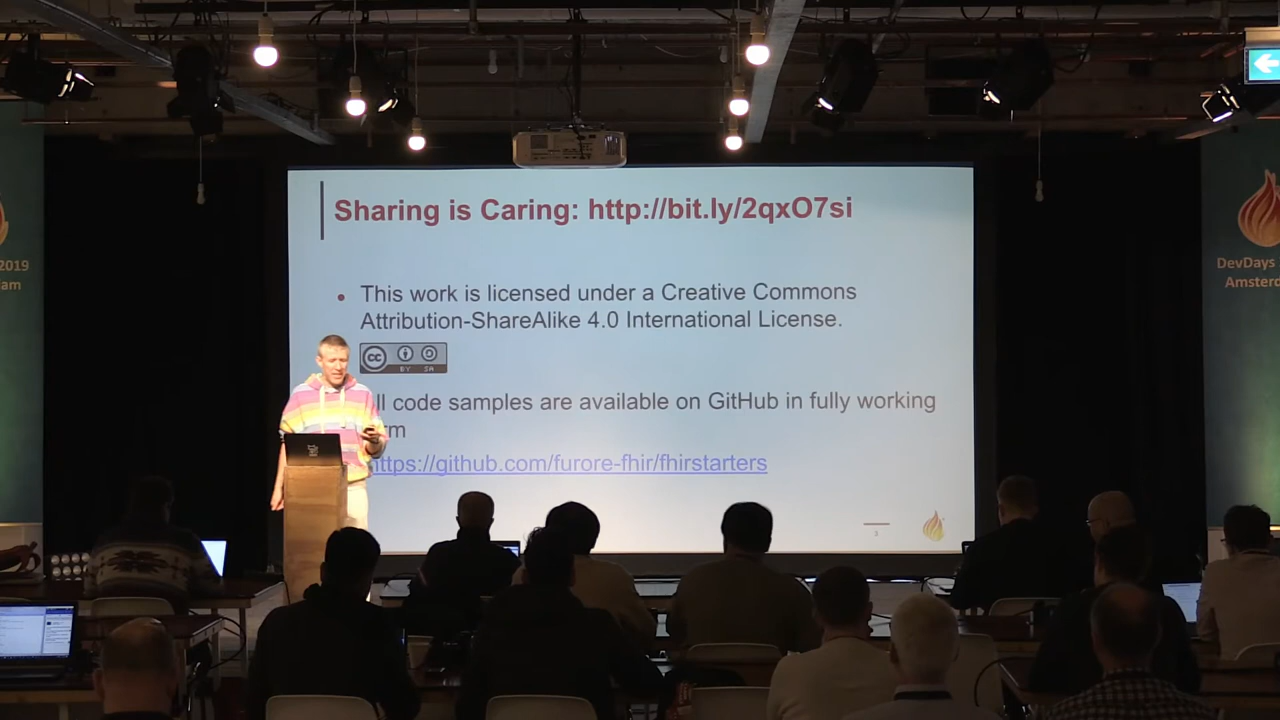 Sharing is Caring: http://bit.ly/2qxO7si
This work is licensed under a Creative Commons
Attribution-ShareAlike 4.0 International License.
cc
BY SA
ll code samples are available on GitHub in fully working
m
https://github.com/furore-fhir/fhirstarters
3
2019
am
DevDays
Amsterd